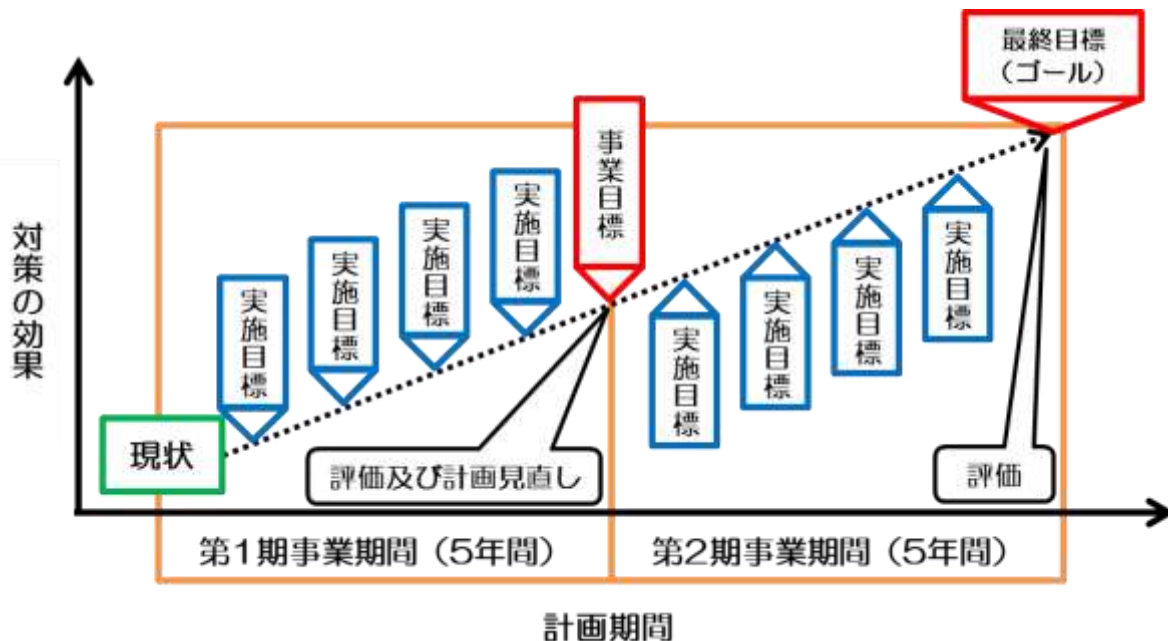 最終目標
（ゴール）
対策の効果
事業目標
実施目標
実施目標
実施目標
実施目標
実施目標
実施目標
実施目標
実施目標
現状
評価及び計画見直し
評価
第1期事業期間（5年間）
第2期事業期間（5年間）
計画期間